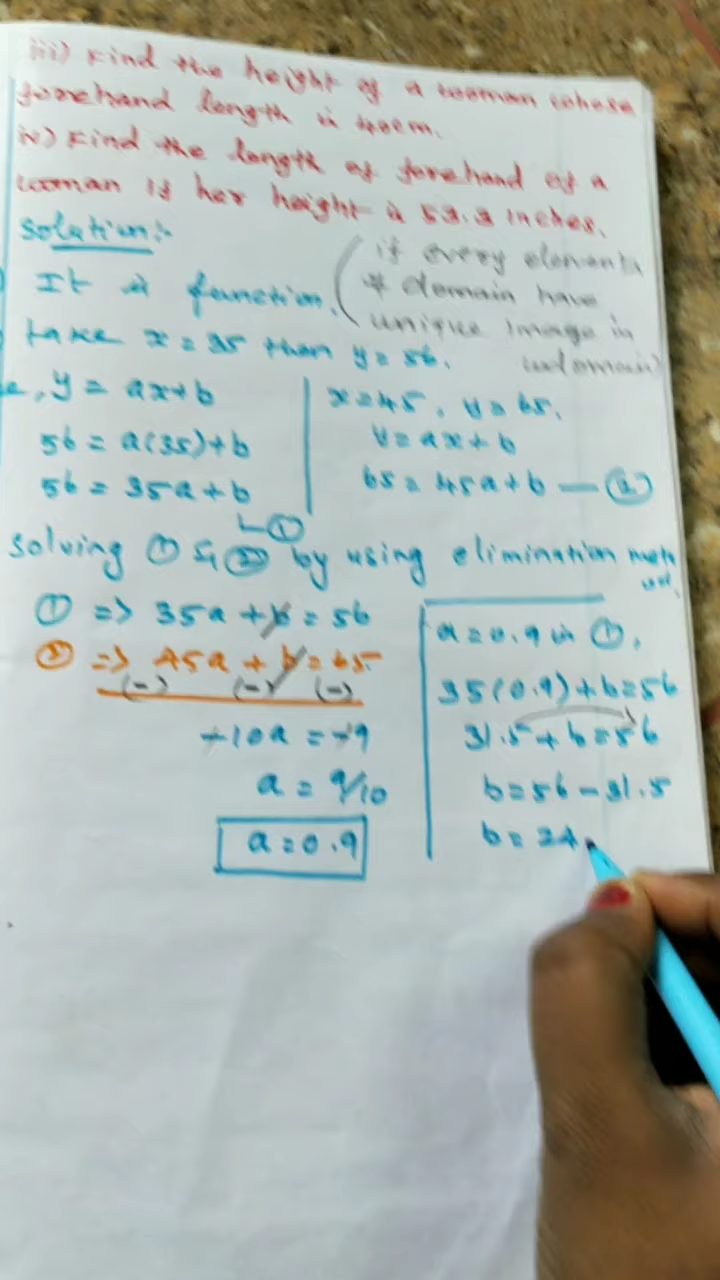 iii) Find the height of a woman whose
forehand length is 40cm.
iv) Find the length of forehand of a
woman if her height is 53.3 inches.
Solution:-
It is function. (if every elements
of domain have
unique image in
codomain)
take x = 35 then y = 56.
y = ax+b
56 = a(35)+b
56 = 35a+b
①
x=45, y=65.
y=ax+b
65=45a+b — ②
solving ① & ② by using elimination meth
od.
① => 35a + b = 56
② => 45a + b = 65
(-) (-) (-)
-10a = -9
a = 9/10
a = 0.9
a=0.9 in ①,
35(0.9)+b=56
31.5+b=56
b=56-31.5
b=24.